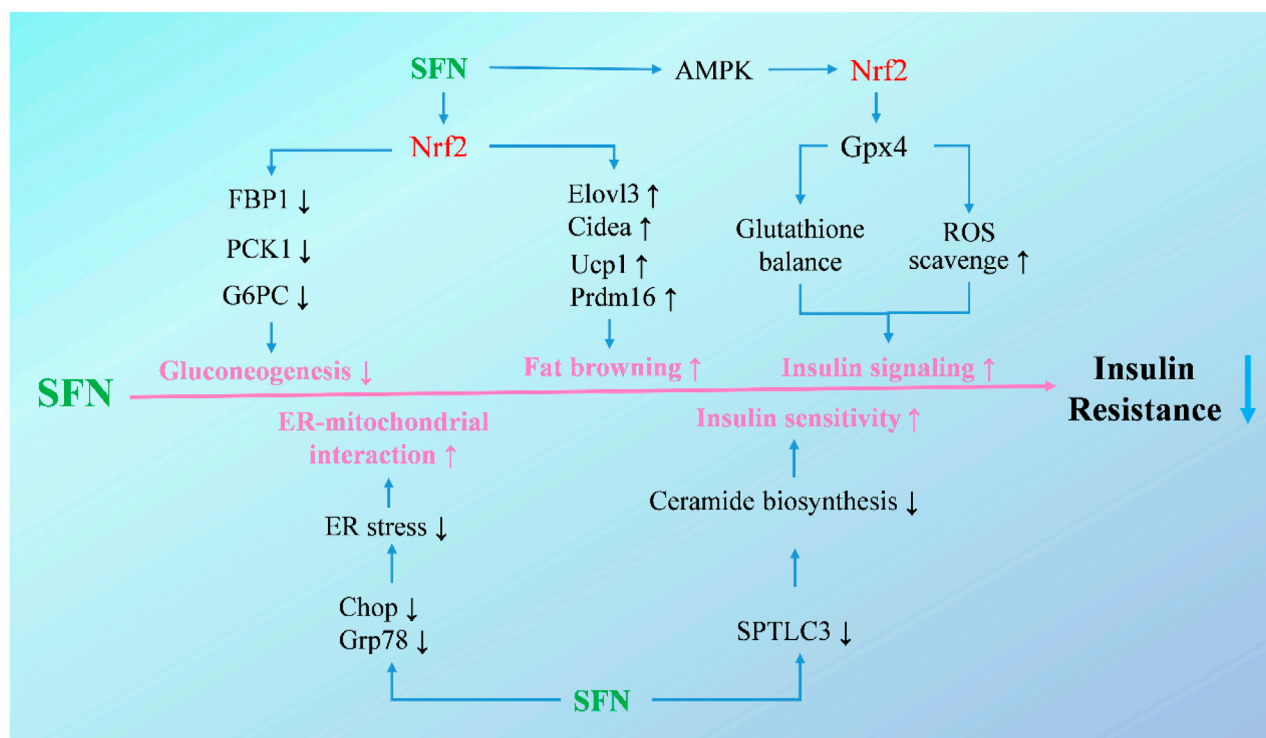 SFN
AMPK
Nrf2
Nrf2
Gpx4
FBP1 ↓
PCK1 ↓
G6PC ↓
Elovl3 ↑
Cidea ↑
Ucp1 ↑
Prdm16 ↑
Glutathione
balance
ROS
scavenge ↑
Gluconeogenesis ↓
Fat browning ↑
Insulin signaling ↑
SFN
Insulin
Resistance ↓
ER-mitochondrial
interaction ↑
Insulin sensitivity ↑
ER stress ↓
Ceramide biosynthesis ↓
Chop ↓
Grp78 ↓
SPTLC3 ↓
SFN